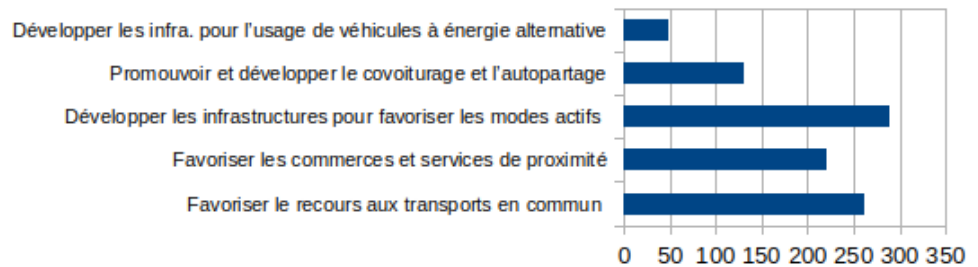 Développer les infra. pour l'usage de véhicules à énergie alternative
Promouvoir et développer le covoiturage et l'autopartage
Développer les infrastructures pour favoriser les modes actifs
Favoriser les commerces et services de proximité
Favoriser le recours aux transports en commun
0 50 100 150 200 250 300 350